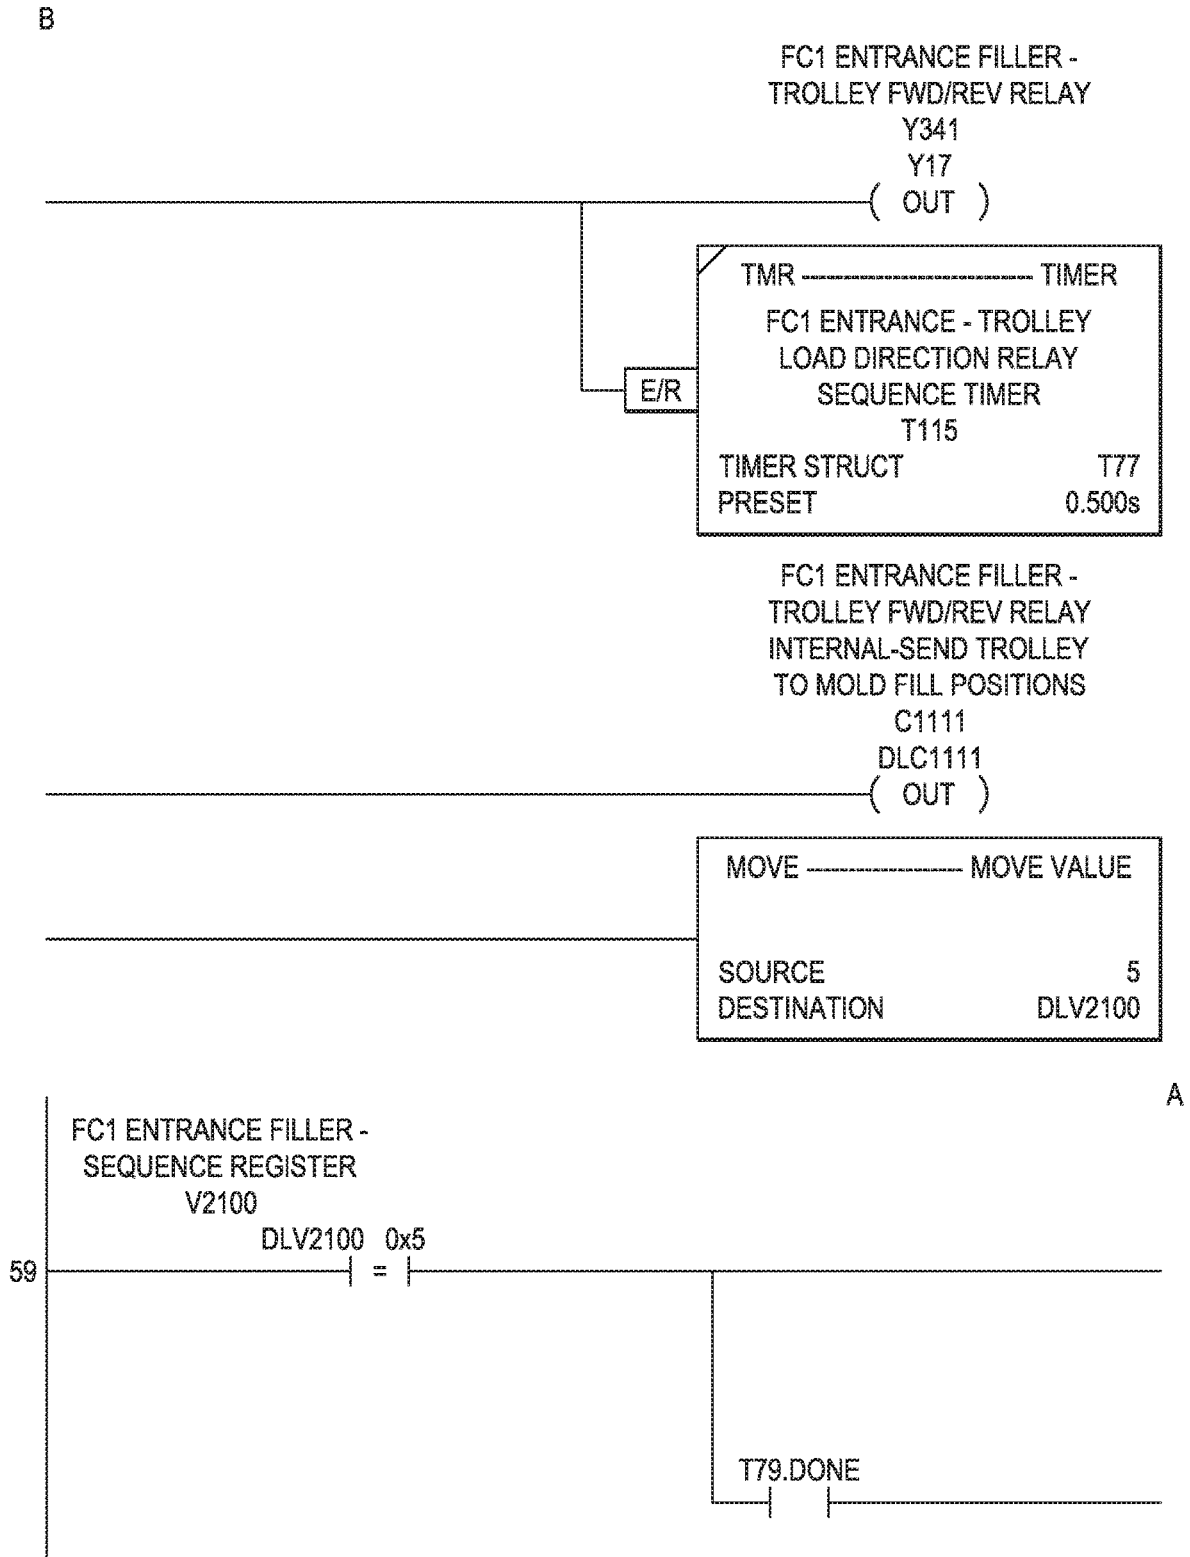 B
FC1 ENTRANCE FILLER -
TROLLEY FWD/REV RELAY
Y341
Y17
( OUT )
TMR ---------------------------- TIMER
FC1 ENTRANCE - TROLLEY
LOAD DIRECTION RELAY
E/R
SEQUENCE TIMER
T115
TIMER STRUCT T77
PRESET 0.500s
FC1 ENTRANCE FILLER -
TROLLEY FWD/REV RELAY
INTERNAL-SEND TROLLEY
TO MOLD FILL POSITIONS
C1111
DLC1111
( OUT )
MOVE ------------------- MOVE VALUE
SOURCE 5
DESTINATION DLV2100
A
FC1 ENTRANCE FILLER -
SEQUENCE REGISTER
V2100
DLV2100 0x5
59 =
T79.DONE